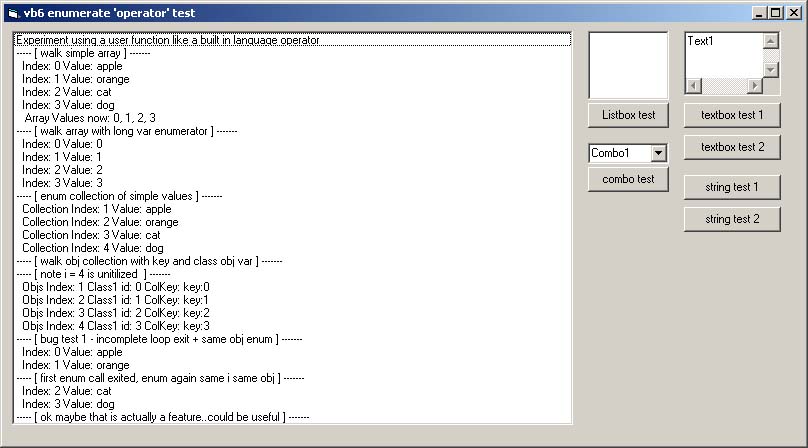 vb6 enumerate 'operator' test
Experiment using a user function like a built in language operator
----- [ walk simple array ] -------
Index: 0 Value: apple
Index: 1 Value: orange
Index: 2 Value: cat
Index: 3 Value: dog
Array Values now: 0, 1, 2, 3
----- [ walk array with long var enumerator ] -------
Index: 0 Value: 0
Index: 1 Value: 1
Index: 2 Value: 2
Index: 3 Value: 3
----- [ enum collection of simple values ] -------
Collection Index: 1 Value: apple
Collection Index: 2 Value: orange
Collection Index: 3 Value: cat
Collection Index: 4 Value: dog
----- [ walk obj collection with key and class obj var ] -------
----- [ note i = 4 is unitilized  ] -------
Objs Index: 1 Class1 id: 0 ColKey: key:0
Objs Index: 2 Class1 id: 1 ColKey: key:1
Objs Index: 3 Class1 id: 2 ColKey: key:2
Objs Index: 4 Class1 id: 3 ColKey: key:3
----- [ bug test 1 - incomplete loop exit + same obj enum ] -------
Index: 0 Value: apple
Index: 1 Value: orange
----- [ first enum call exited, enum again same i same obj ] -------
Index: 2 Value: cat
Index: 3 Value: dog
----- [ ok maybe that is actually a feature..could be useful ] -------
Listbox test
Combo1
combo test
Text1
textbox test 1
textbox test 2
string test 1
string test 2